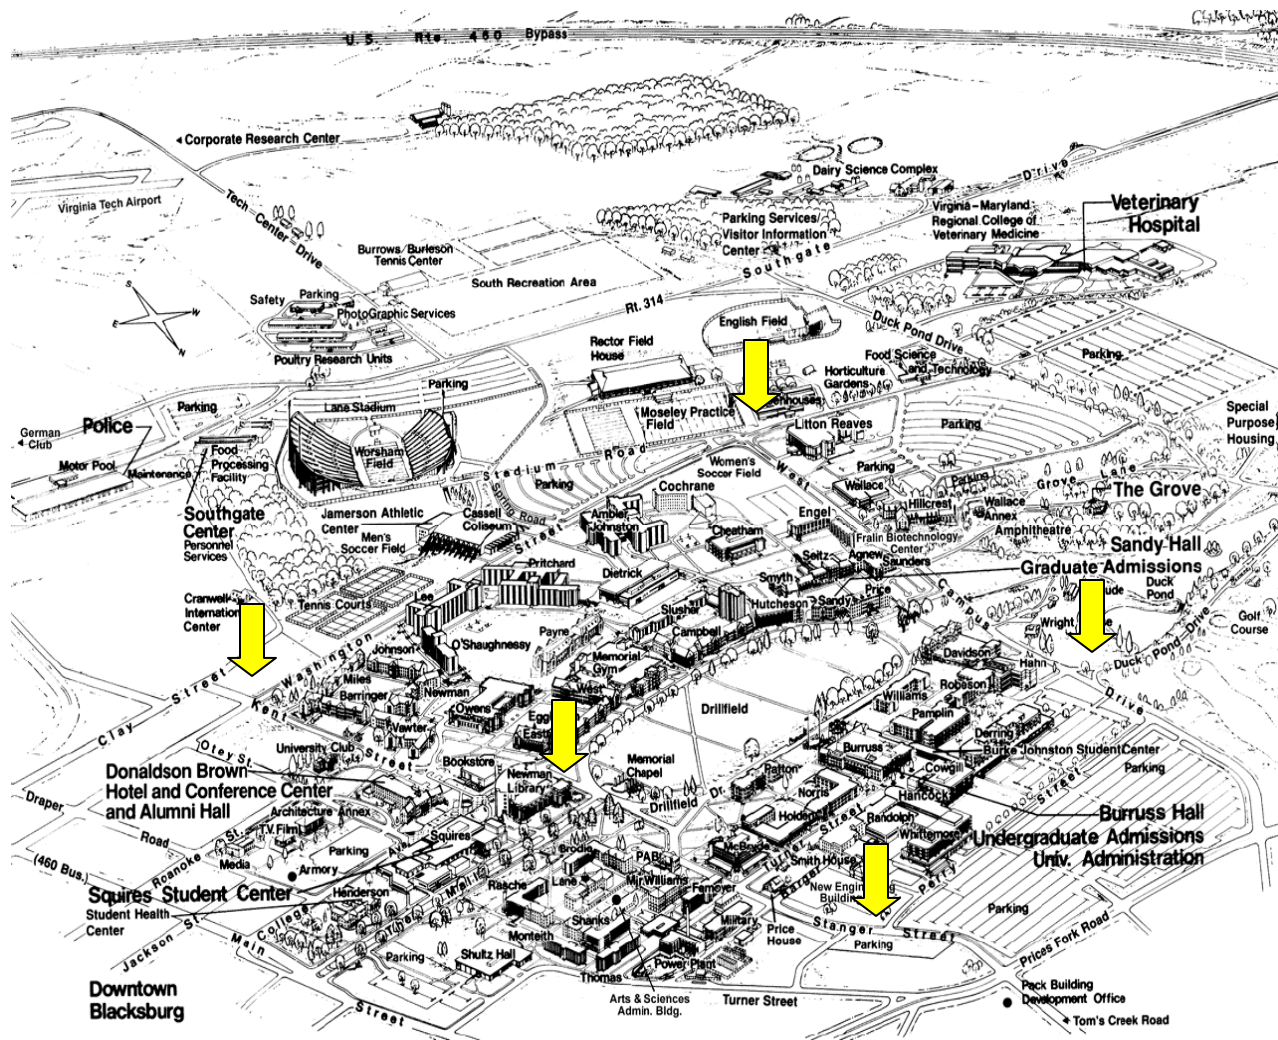 U.S. Rte. 460 Bypass
Corporate Research Center
Virginia Tech Airport
Tech Center Drive
Dairy Science Complex
Drive
Virginia-Maryland
Regional College of
Veterinary Medicine
Veterinary
Hospital
Parking Services/
Visitor Information
Center
Southgate
Burrows/Burleson
Tennis Center
South Recreation Area
Rt. 314
S
W
E
N
Safety
Parking
PhotoGraphic Services
Poultry Research Units
English Field
Duck Pond Drive
Rector Field
House
Food Science
and Technology
Horticulture
Gardens
Parking
Parking
Lane Stadium
Parking
Moseley Practice
Field
Litton Reaves
Parking
Special
Purpose
Housing
German
Club
Police
Motor Pool
Maintenance
Food
Processing
Facility
Worsham
Field
Stadium Road
Parking
Women's
Soccer Field
West
Parking
Parking
Grove Lane
The Grove
Wallace
Wallace
Annex
Hillcrest
Amphitheatre
Southgate
Center
Personnel
Services
Jamerson Athletic
Center
Men's
Soccer Field
Cassell
Coliseum
Spring Road
Street
Ambler
Johnston
Cochrane
Cheatham
Engel
Fralin Biotechnology
Center
Sandy Hall
Graduate Admissions
Seitz
Agnew
Saunders
Smyth
Price
Hutcheson
Sandy
Campus
Duck
Pond
Golf
Course
Duck Pond Drive
Cranwell
Internation
Center
Tennis Courts
Lee
Pritchard
Dietrick
Slusher
Campbell
Payne
O'Shaughnessy
Washington
Johnson
Miles
Barringer
Newman
Vawter
Owens
Memorial
Gym
West
East
Drillfield
Davidson
Hahn
Robeson
Williams
Pamplin
Derring
Drive
Clay Street
Kent Street
Otey St.
University Club
Bookstore
Newman
Library
Memorial
Chapel
Drillfield Dr.
Patton
Burruss
Burke Johnston Student Center
Cowgill
Hancock
Norris
Holden
Randolph
Whittemore
Street
Parking
Donaldson Brown
Hotel and Conference Center
and Alumni Hall
Burruss Hall
Undergraduate Admissions
Univ. Administration
Draper
Road
(460 Bus.)
Roanoke St.
Architecture Annex
T.V. Film
Media
Armory
Parking
Squires
Squires Student Center
Student Health
Center
Henderson
Brodie
Rasche
Lane
PAB
Maj. Williams
Femoyer
Shanks
Monteith
Thomas
Military
Power Plant
McBryde
Turner Street
Smith House
Barger
Perry
New Engineering
Building
Price
House
Stanger Street
Parking
Parking
Prices Fork Road
Jackson St.
College Ave.
Main Street
Parking
Shultz Hall
Arts & Sciences
Admin. Bldg.
Turner Street
Pack Building
Development Office
Tom's Creek Road
Downtown
Blacksburg